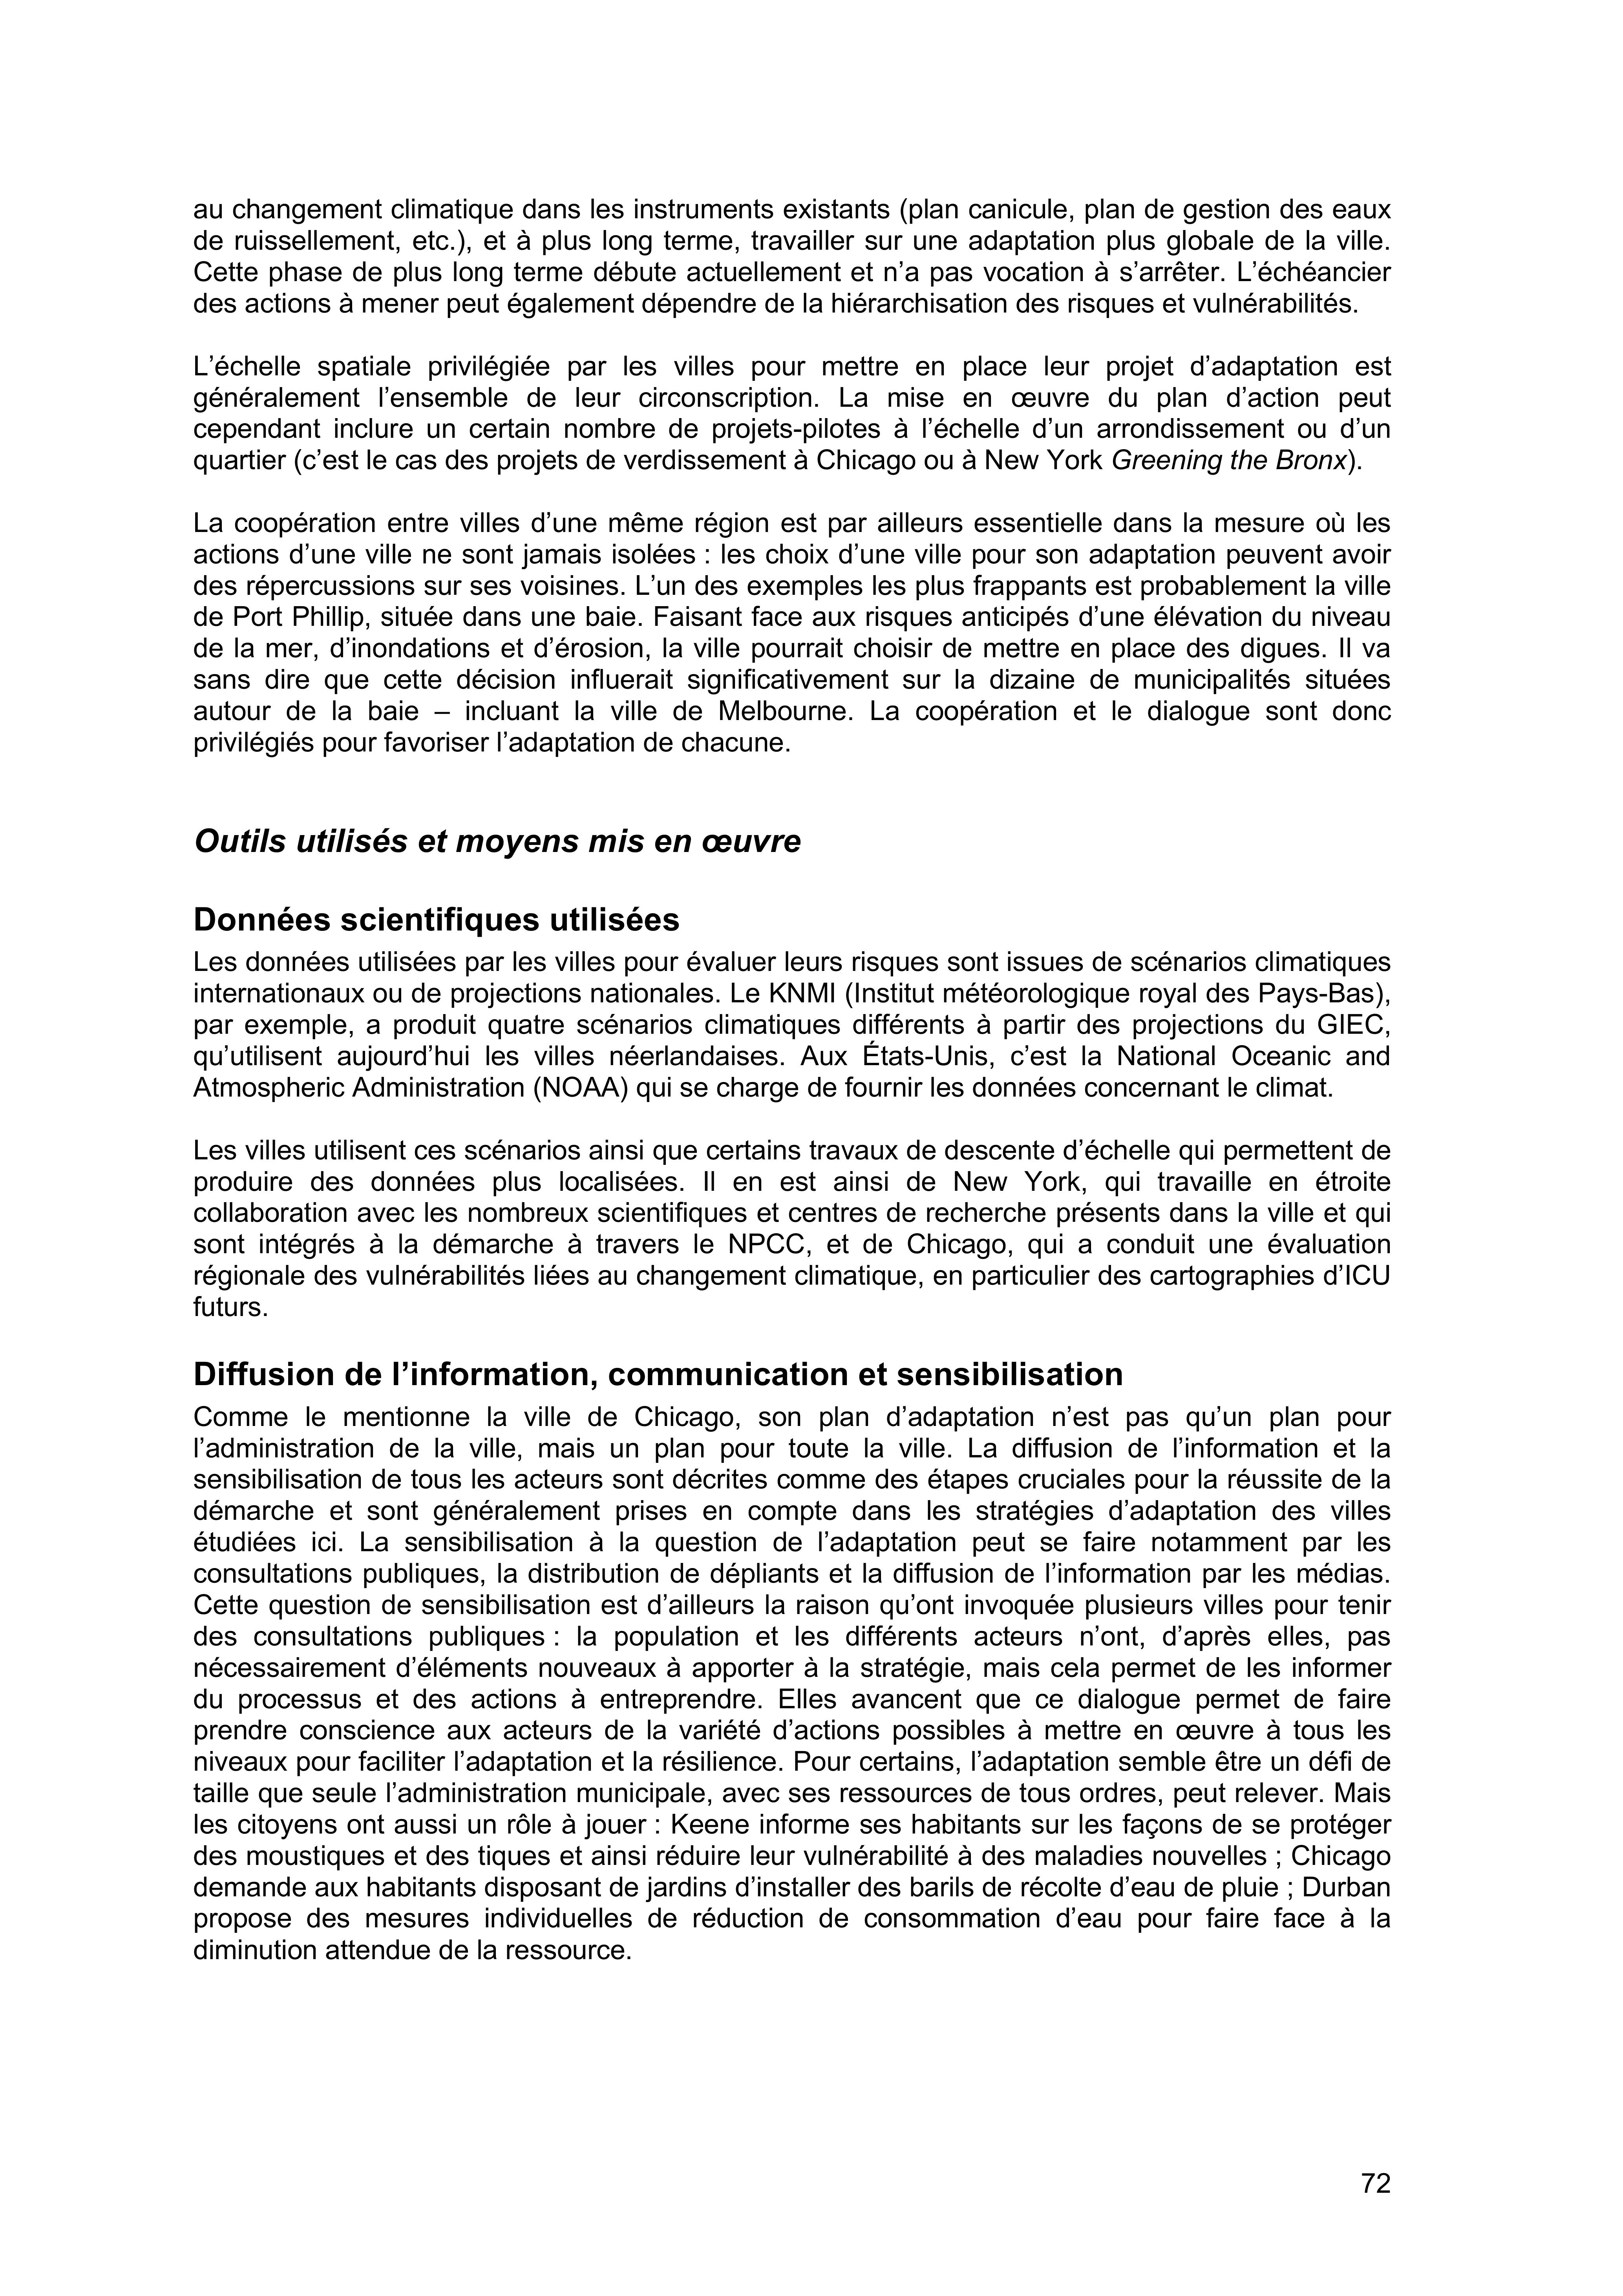 au changement climatique dans les instruments existants (plan canicule, plan de gestion des eaux
de ruissellement, etc.), et à plus long terme, travailler sur une adaptation plus globale de la ville.
Cette phase de plus long terme débute actuellement et n’a pas vocation à s’arrêter. L’échéancier
des actions à mener peut également dépendre de la hiérarchisation des risques et vulnérabilités.
L’échelle spatiale privilégiée par les villes pour mettre en place leur projet d’adaptation est
généralement l’ensemble de leur circonscription. La mise en œuvre du plan d’action peut
cependant inclure un certain nombre de projets-pilotes à l’échelle d’un arrondissement ou d’un
quartier (c’est le cas des projets de verdissement à Chicago ou à New York Greening the Bronx).
La coopération entre villes d’une même région est par ailleurs essentielle dans la mesure où les
actions d’une ville ne sont jamais isolées : les choix d’une ville pour son adaptation peuvent avoir
des répercussions sur ses voisines. L’un des exemples les plus frappants est probablement la ville
de Port Phillip, située dans une baie. Faisant face aux risques anticipés d’une élévation du niveau
de la mer, d’inondations et d’érosion, la ville pourrait choisir de mettre en place des digues. Il va
sans dire que cette décision influerait significativement sur la dizaine de municipalités situées
autour de la baie – incluant la ville de Melbourne. La coopération et le dialogue sont donc
privilégiés pour favoriser l’adaptation de chacune.
Outils utilisés et moyens mis en œuvre
Données scientifiques utilisées
Les données utilisées par les villes pour évaluer leurs risques sont issues de scénarios climatiques
internationaux ou de projections nationales. Le KNMI (Institut météorologique royal des Pays-Bas),
par exemple, a produit quatre scénarios climatiques différents à partir des projections du GIEC,
qu’utilisent aujourd’hui les villes néerlandaises. Aux États-Unis, c’est la National Oceanic and
Atmospheric Administration (NOAA) qui se charge de fournir les données concernant le climat.
Les villes utilisent ces scénarios ainsi que certains travaux de descente d’échelle qui permettent de
produire des données plus localisées. Il en est ainsi de New York, qui travaille en étroite
collaboration avec les nombreux scientifiques et centres de recherche présents dans la ville et qui
sont intégrés à la démarche à travers le NPCC, et de Chicago, qui a conduit une évaluation
régionale des vulnérabilités liées au changement climatique, en particulier des cartographies d’ICU
futurs.
Diffusion de l’information, communication et sensibilisation
Comme le mentionne la ville de Chicago, son plan d’adaptation n’est pas qu’un plan pour
l’administration de la ville, mais un plan pour toute la ville. La diffusion de l’information et la
sensibilisation de tous les acteurs sont décrites comme des étapes cruciales pour la réussite de la
démarche et sont généralement prises en compte dans les stratégies d’adaptation des villes
étudiées ici. La sensibilisation à la question de l’adaptation peut se faire notamment par les
consultations publiques, la distribution de dépliants et la diffusion de l’information par les médias.
Cette question de sensibilisation est d’ailleurs la raison qu’ont invoquée plusieurs villes pour tenir
des consultations publiques : la population et les différents acteurs n’ont, d’après elles, pas
nécessairement d’éléments nouveaux à apporter à la stratégie, mais cela permet de les informer
du processus et des actions à entreprendre. Elles avancent que ce dialogue permet de faire
prendre conscience aux acteurs de la variété d’actions possibles à mettre en œuvre à tous les
niveaux pour faciliter l’adaptation et la résilience. Pour certains, l’adaptation semble être un défi de
taille que seule l’administration municipale, avec ses ressources de tous ordres, peut relever. Mais
les citoyens ont aussi un rôle à jouer : Keene informe ses habitants sur les façons de se protéger
des moustiques et des tiques et ainsi réduire leur vulnérabilité à des maladies nouvelles ; Chicago
demande aux habitants disposant de jardins d’installer des barils de récolte d’eau de pluie ; Durban
propose des mesures individuelles de réduction de consommation d’eau pour faire face à la
diminution attendue de la ressource.
72